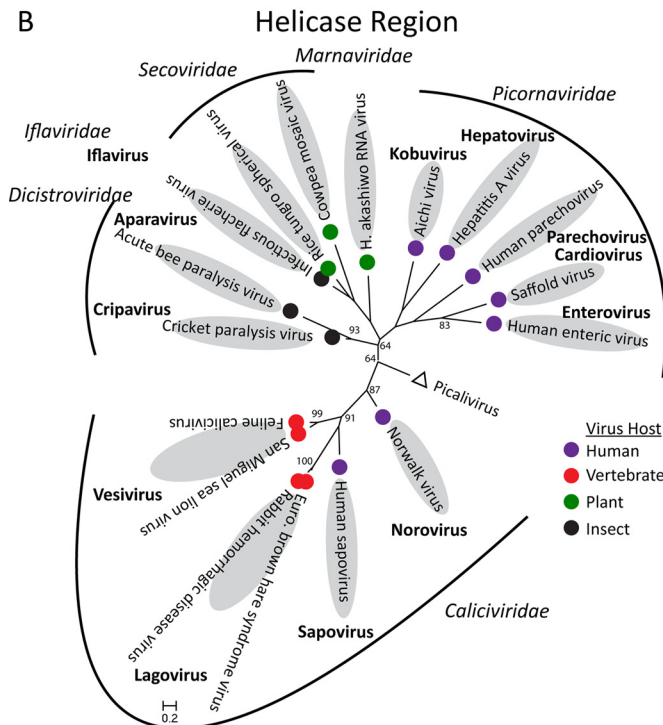 B
Helicase Region
Marnaviridae
Secoviridae
Picornaviridae
Iflaviridae
Iflavirus
Dicistroviridae
Aparavirus
Cripavirus
Hepatovirus
Kobuvirus
Parechovirus
Cardiovirus
Enterovirus
Cowpea mosaic virus
Rice tungro spherical virus
Infectious flacherie virus
Acute bee paralysis virus
Cricket paralysis virus
H. akashiwo RNA virus
Aichi virus
Hepatitis A virus
Human parechovirus
Saffold virus
Human enteric virus
93
64
83
64
Picalivirus
87
99
91
100
Feline calicivirus
San Miguel sea lion virus
Vesivirus
Rabbit hemorrhagic disease virus
Euro. brown hare syndrome virus
Lagovirus
Human sapovirus
Sapovirus
Norwalk virus
Norovirus
Caliciviridae
Virus Host
Human
Vertebrate
Plant
Insect
0.2